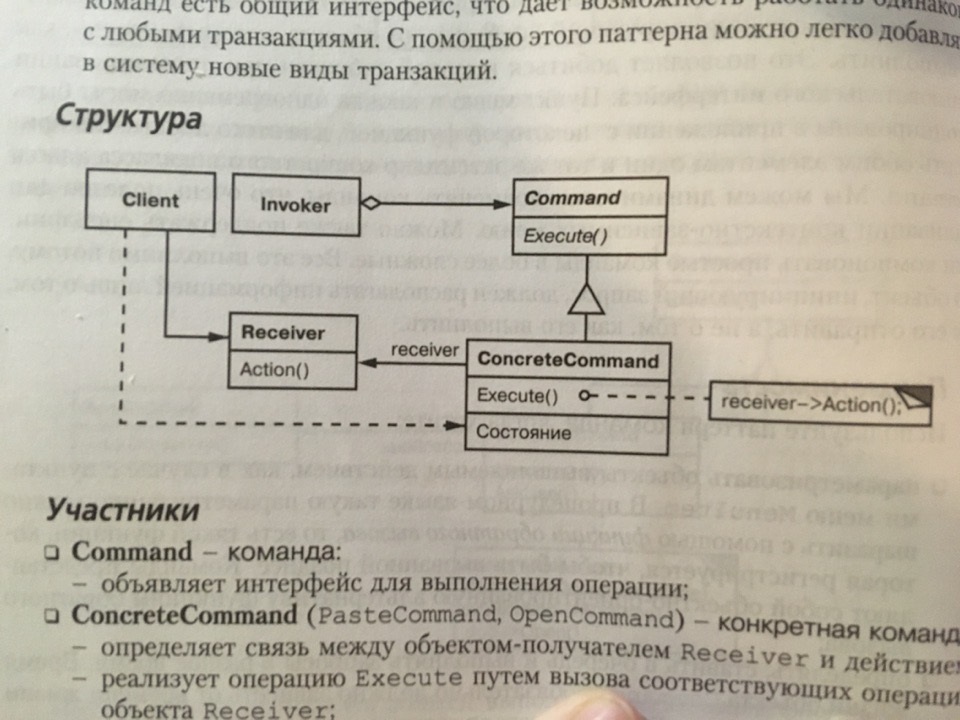 команд есть общий интерфейс, что дает возможность работать одинаков
с любыми транзакциями. С помощью этого паттерна можно легко добавля
в систему новые виды транзакций.
Структура
Client
Invoker
Command
Execute()
Receiver
Action()
receiver
ConcreteCommand
Execute()
receiver–>Action();
Состояние
Участники
❏ Command – команда:
– объявляет интерфейс для выполнения операции;
❏ ConcreteCommand (PasteCommand, OpenCommand) – конкретная команд
– определяет связь между объектом-получателем Receiver и действием
– реализует операцию Execute путем вызова соответствующих операци
объекта Receiver;